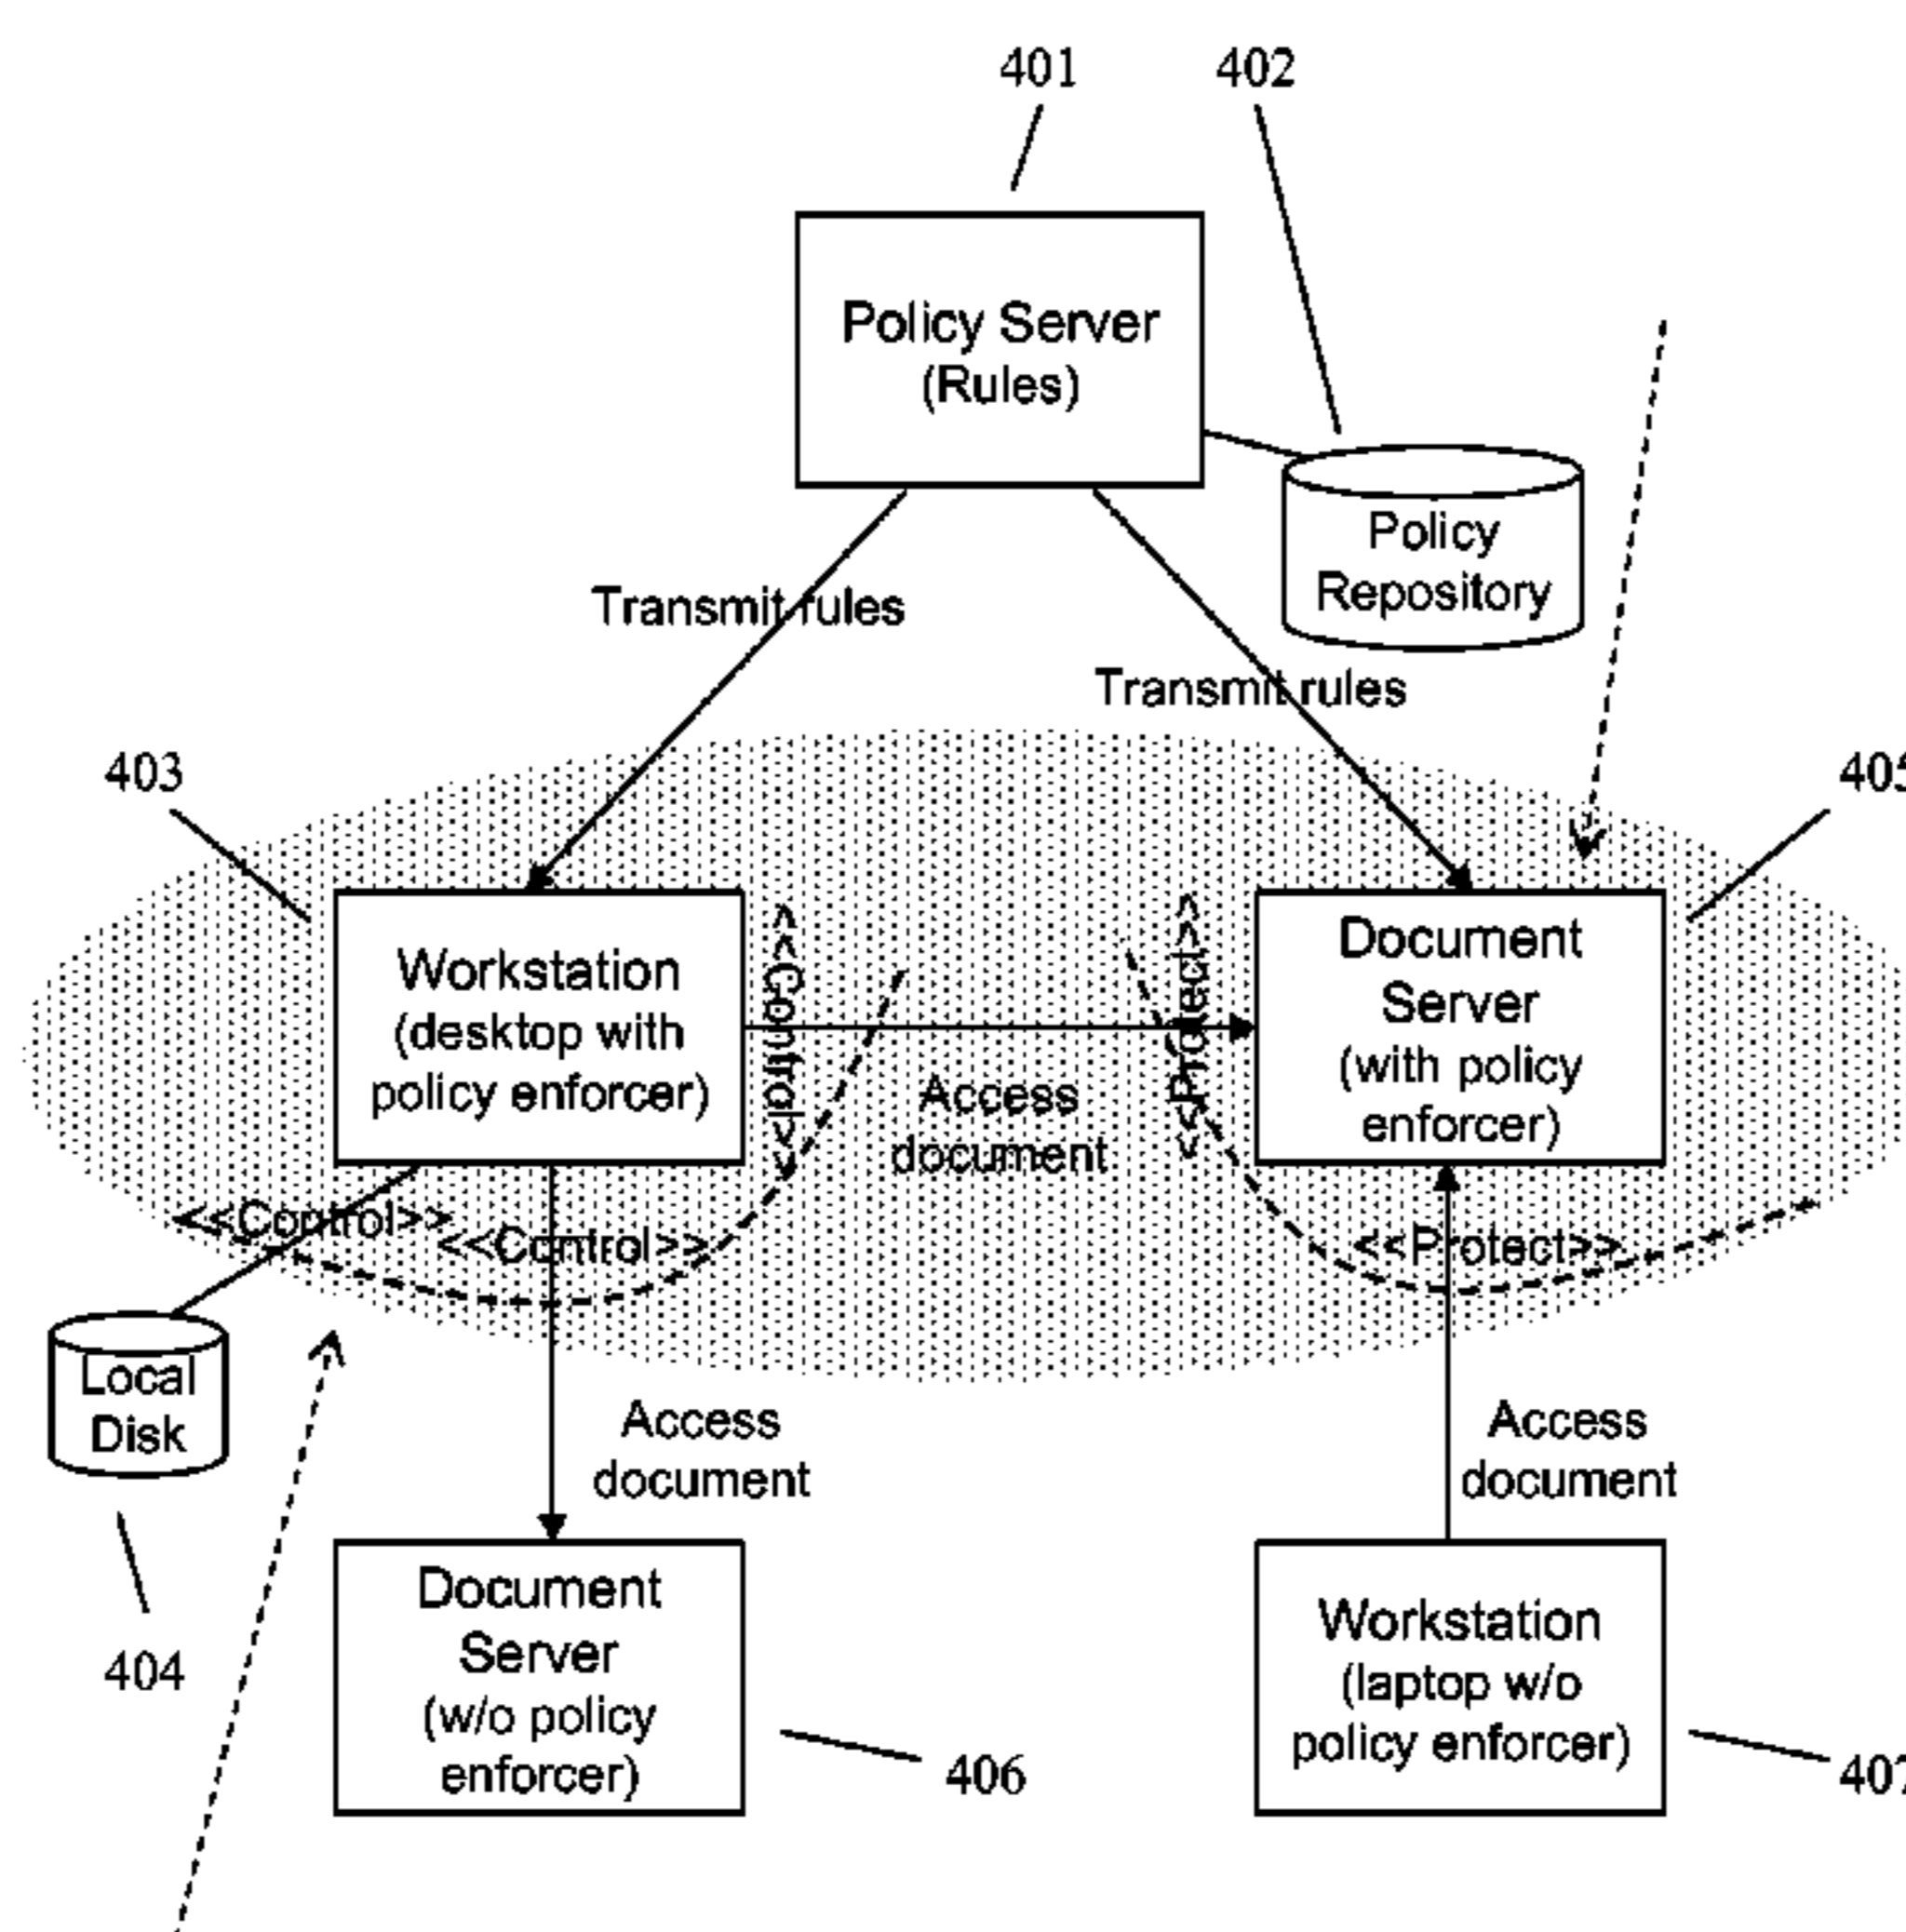 401
402
Policy Server
(Rules)
Policy
Repository
Transmit rules
Transmit rules
403
405
Workstation
(desktop with
policy enforcer)
<<Control>>
<<Protect>>
Document
Server
(with policy
enforcer)
Access
document
<<Control>>
<<Control>>
<<Protect>>
Local
Disk
Access
document
Access
document
404
Document
Server
(w/o policy
enforcer)
406
Workstation
(laptop w/o
policy enforcer)
407